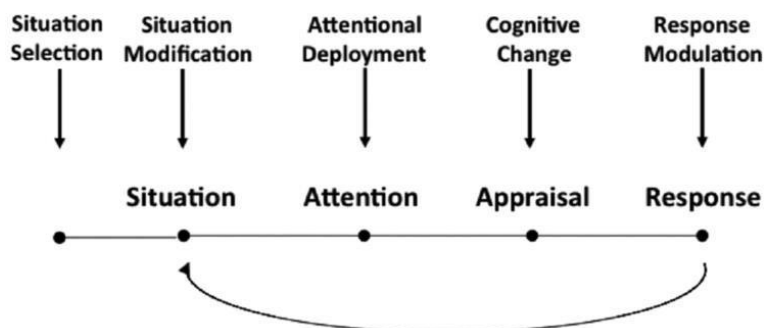 Situation
Selection
Situation
Modification
Attentional
Deployment
Cognitive
Change
Response
Modulation
Situation
Attention
Appraisal
Response